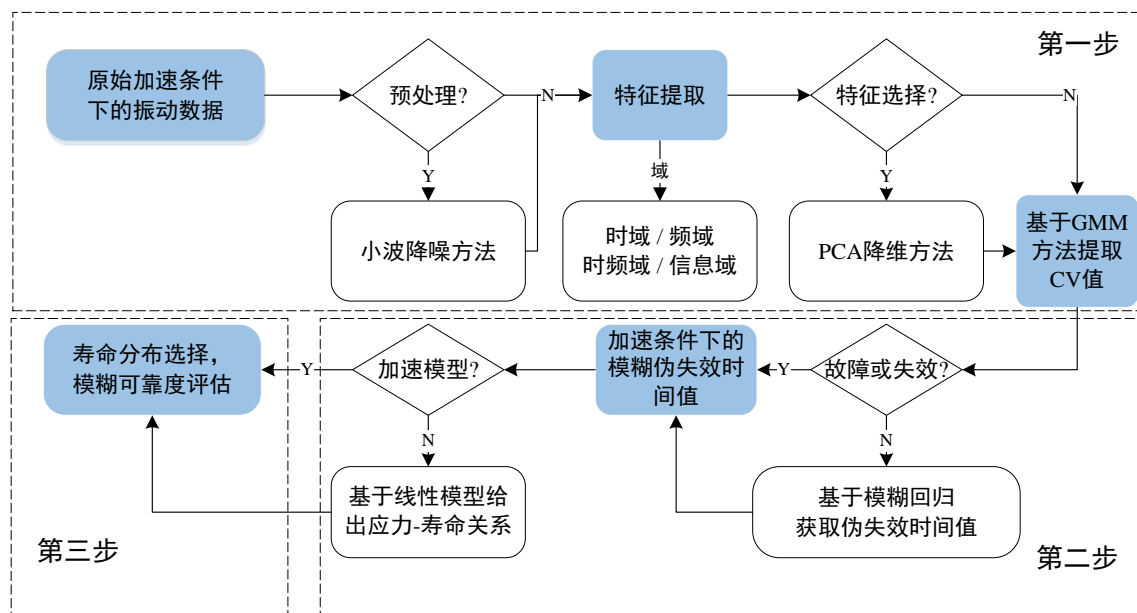 第一步
原始加速条件
下的振动数据
预处理?
N
特征提取
特征选择?
N
Y
域
Y
小波降噪方法
时域 / 频域
时频域 / 信息域
PCA降维方法
基于GMM
方法提取
CV值
寿命分布选择，
模糊可靠度评估
Y
加速模型?
加速条件下的
模糊伪失效时
间值
Y
故障或失效?
N
N
基于线性模型给
出应力-寿命关系
基于模糊回归
获取伪失效时间值
第三步
第二步